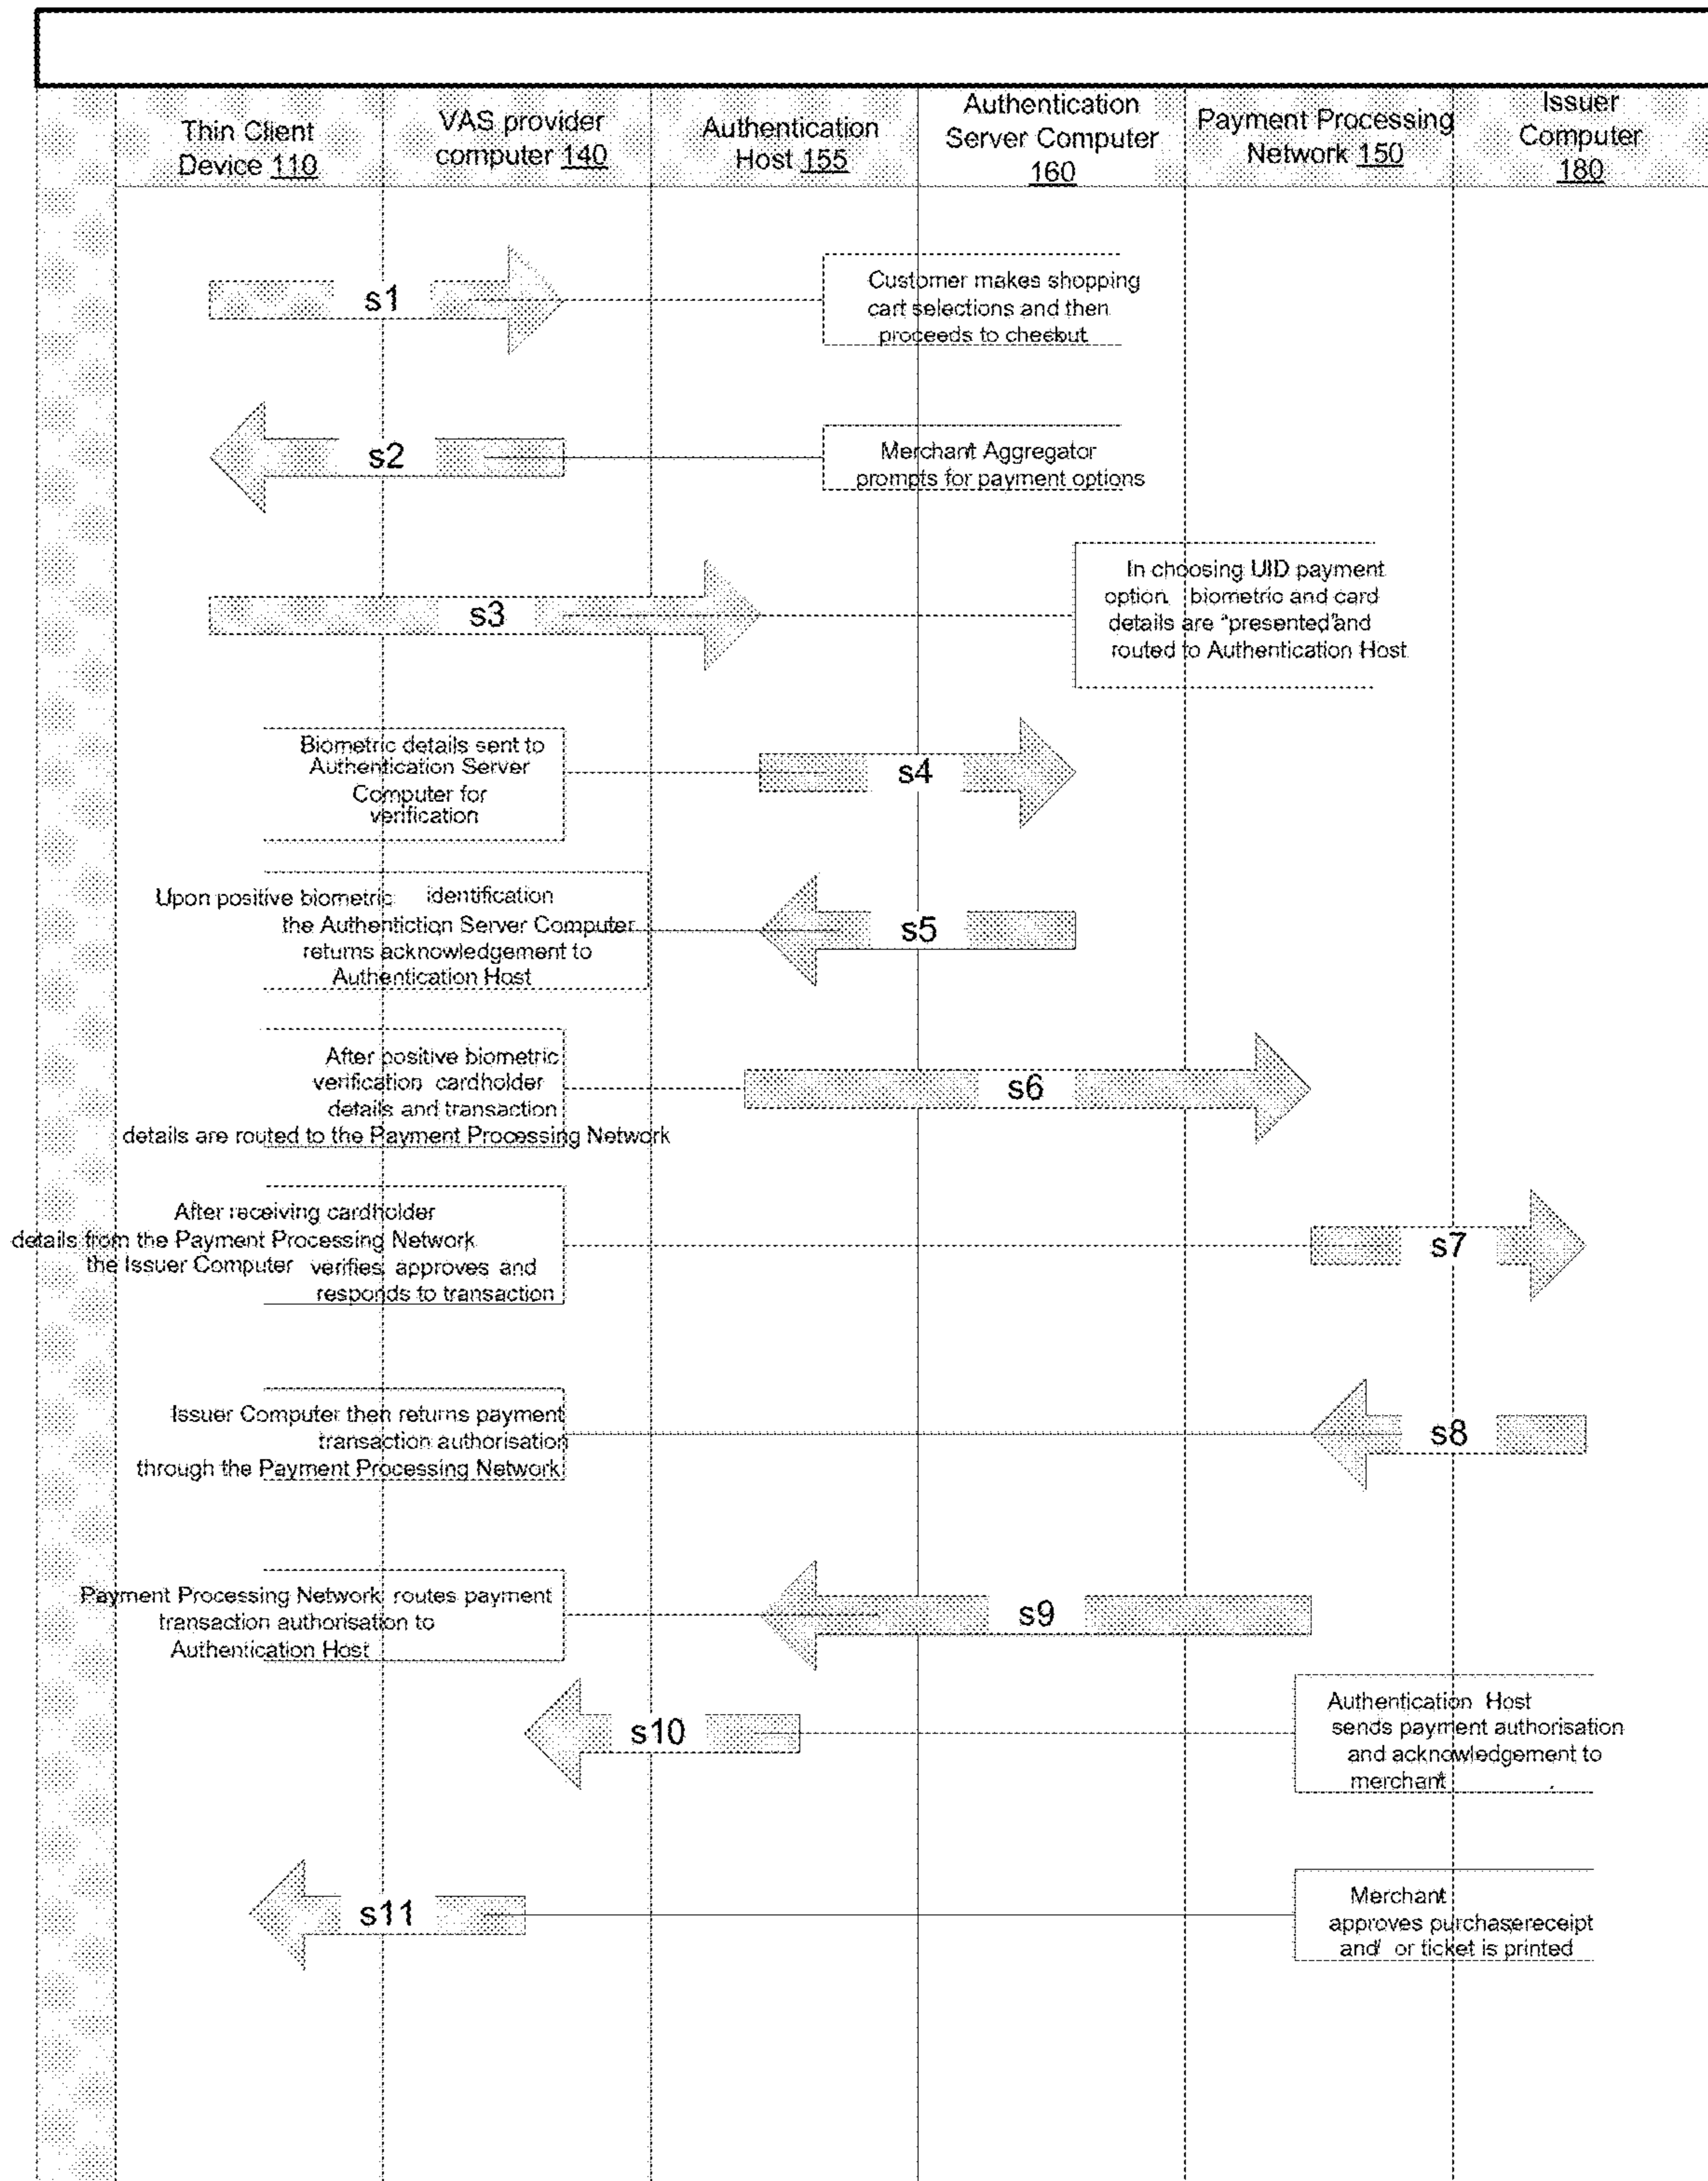 Thin Client
Device 110
VAS provider
computer 140
Authentication
Host 155
Authentication
Server Computer
160
Payment Processing
Network 150
Issuer
Computer
180
s1
Customer makes shopping
cart selections and then
proceeds to checkout
s2
Merchant Aggregator
prompts for payment options
s3
In choosing UID payment
option biometric and card
details are "presented"and
routed to Authentication Host
Biometric details sent to
Authentication Server
Computer for
verification
s4
Upon positive biometric identification
the Authentiction Server Computer
returns acknowledgement to
Authentication Host
s5
After positive biometric
verification cardholder
details and transaction
details are routed to the Payment Processing Network
s6
After receiving cardholder
details from the Payment Processing Network
the Issuer Computer verifies approves and
responds to transaction
s7
Issuer Computer then returns payment
transaction authorisation
through the Payment Processing Network
s8
Payment Processing Network routes payment
transaction authorisation to
Authentication Host
s9
s10
Authentication Host
sends payment authorisation
and acknowledgement to
merchant .
s11
Merchant
approves purchasereceipt
and/ or ticket is printed